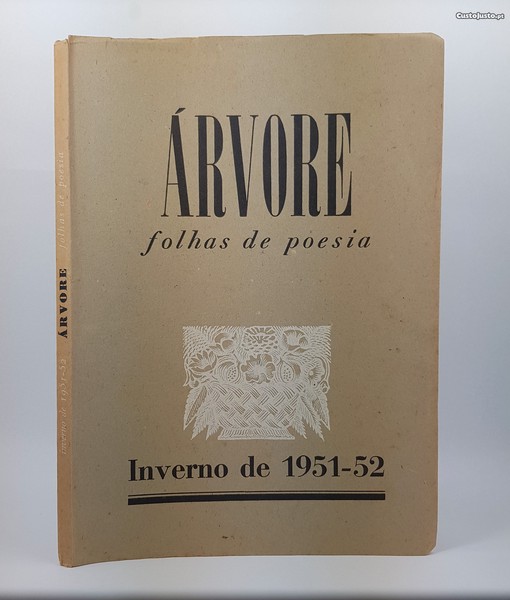 CustoJusto.pt
ÁRVORE
folhas de poesia
Inverno de 1951-52
inverno de 1951-52 ÁRVORE folhas de poesia